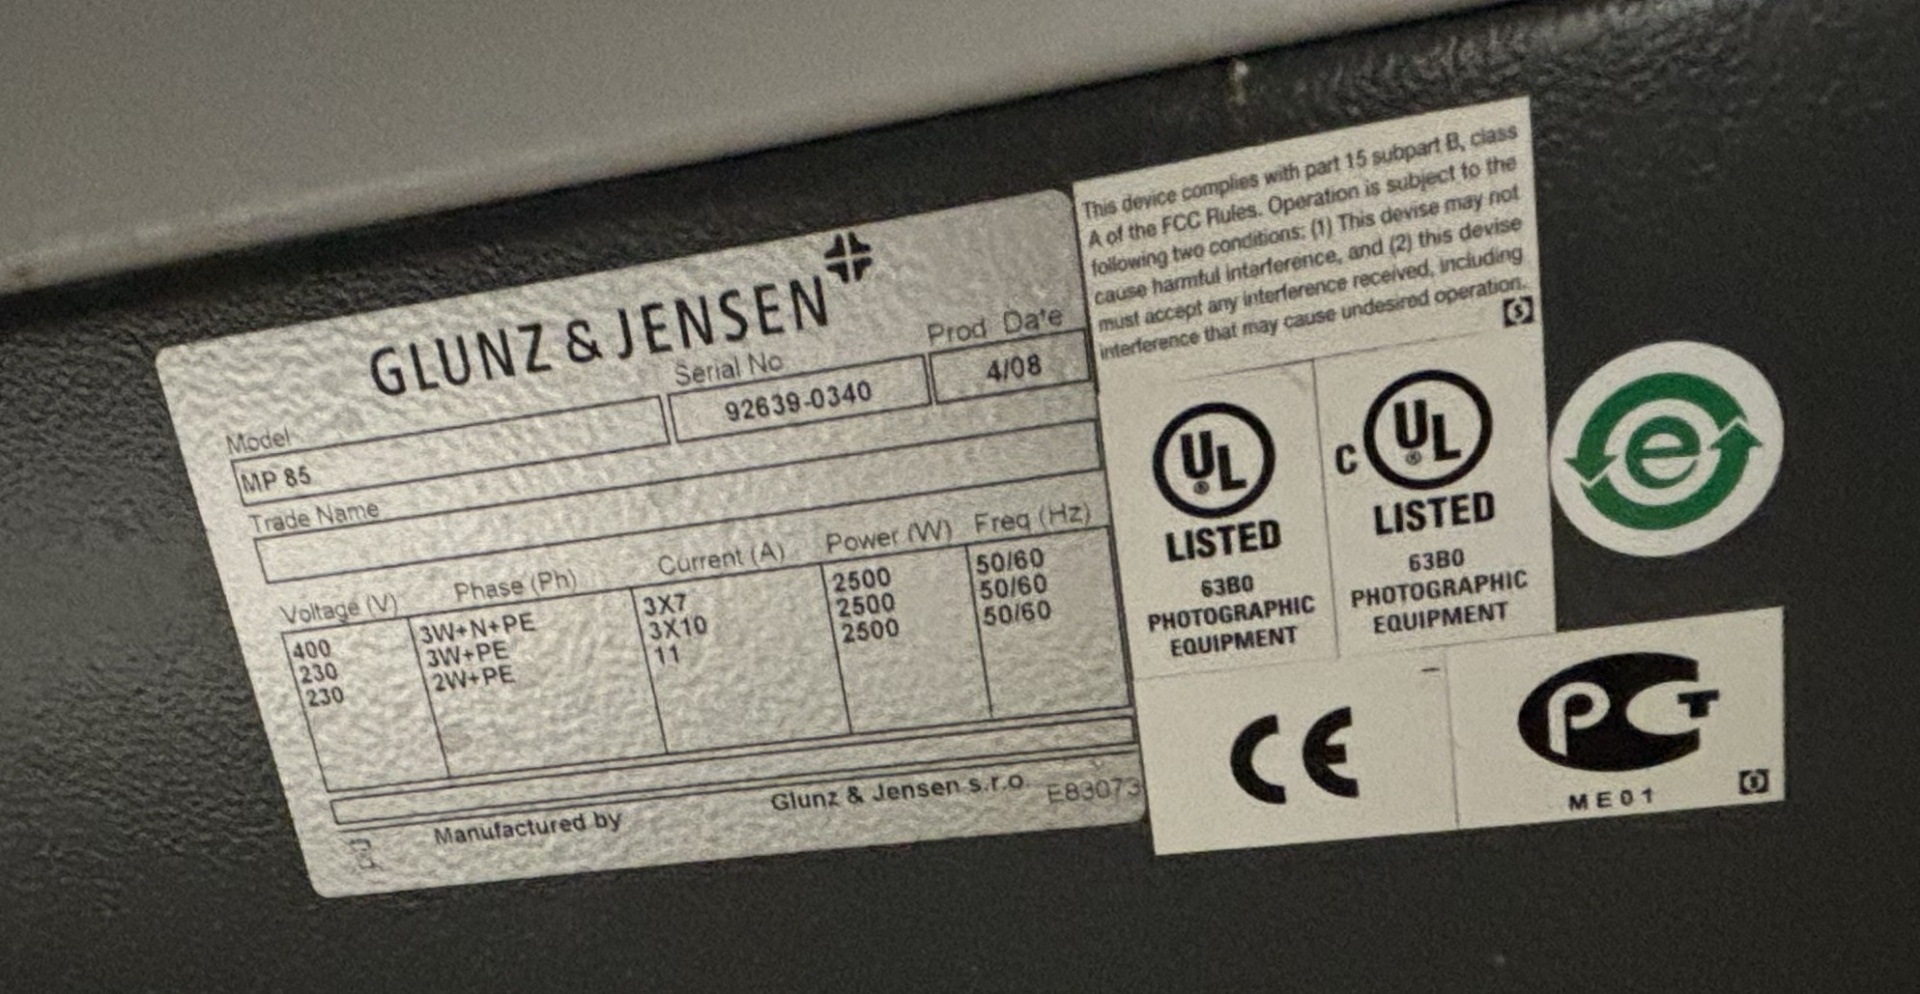 GLUNZ & JENSEN
Model
Serial No
Prod Date
MP 85
92639-0340
4/08
Trade Name
Voltage (V) Phase (Ph) Current (A) Power (W) Freq (Hz)
400 3W+N+PE 3X7 2500 50/60
230 3W+PE 3X10 2500 50/60
230 2W+PE 11 2500 50/60
Manufactured by Glunz & Jensen s.r.o. E83073
This device complies with part 15 subpart B, class
A of the FCC Rules. Operation is subject to the
following two conditions: (1) This devise may not
cause harmful interference, and (2) this devise
must accept any interference received, including
interference that may cause undesired operation.
UL
®
LISTED
63B0
PHOTOGRAPHIC
EQUIPMENT
C UL
®
LISTED
63B0
PHOTOGRAPHIC
EQUIPMENT
e
CE
РСТ
ME01